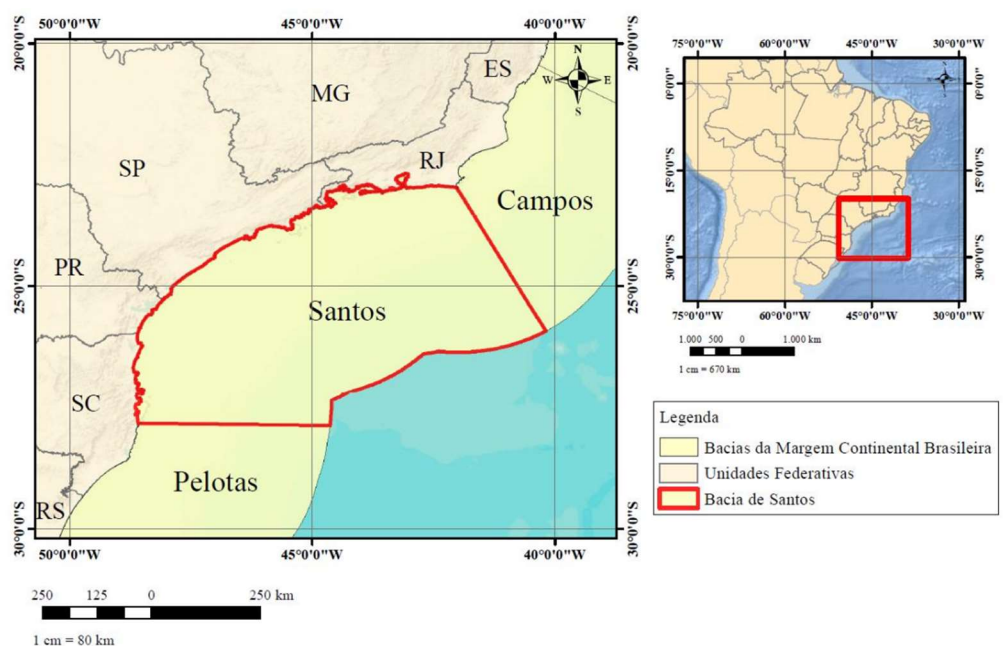 50°0'0"W 45°0'0"W 40°0'0"W
20°0'0"S
25°0'0"S
30°0'0"S
20°0'0"S
25°0'0"S
30°0'0"S
N
W E
S
ES
MG
SP
RJ
Campos
PR
Santos
SC
Pelotas
RS
50°0'0"W 45°0'0"W 40°0'0"W
250 125 0 250 km
1 cm = 80 km
75°0'0"W 60°0'0"W 45°0'0"W 30°0'0"W
0°0'0"
15°0'0"S
30°0'0"S
0°0'0"
15°0'0"S
30°0'0"S
75°0'0"W 60°0'0"W 45°0'0"W 30°0'0"W
1.000 500 0 1.000 km
1 cm = 670 km
Legenda
Bacias da Margem Continental Brasileira
Unidades Federativas
Bacia de Santos